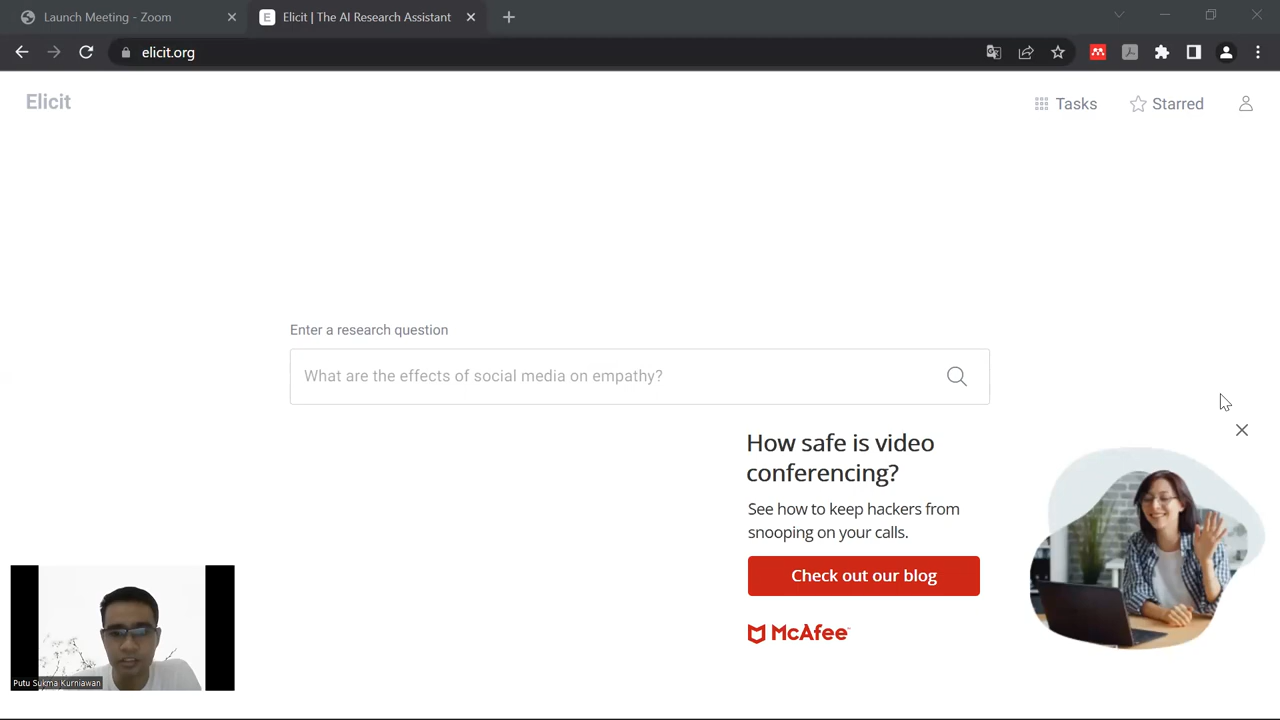 Launch Meeting - Zoom
E
Elicit | The AI Research Assistant
elicit.org
Elicit
Tasks
Starred
Enter a research question
What are the effects of social media on empathy?
How safe is video
conferencing?
See how to keep hackers from
snooping on your calls.
Check out our blog
McAfee™
Putu Sukma Kurniawan